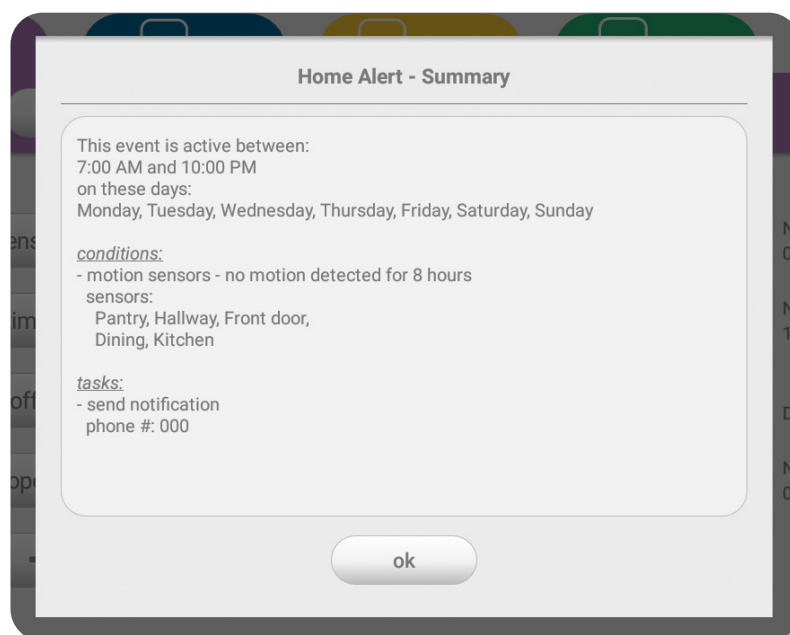 Home Alert - Summary
This event is active between:
7:00 AM and 10:00 PM
on these days:
Monday, Tuesday, Wednesday, Thursday, Friday, Saturday, Sunday
conditions:
- motion sensors - no motion detected for 8 hours
sensors:
Pantry, Hallway, Front door,
Dining, Kitchen
tasks:
- send notification
phone #: 000
ok